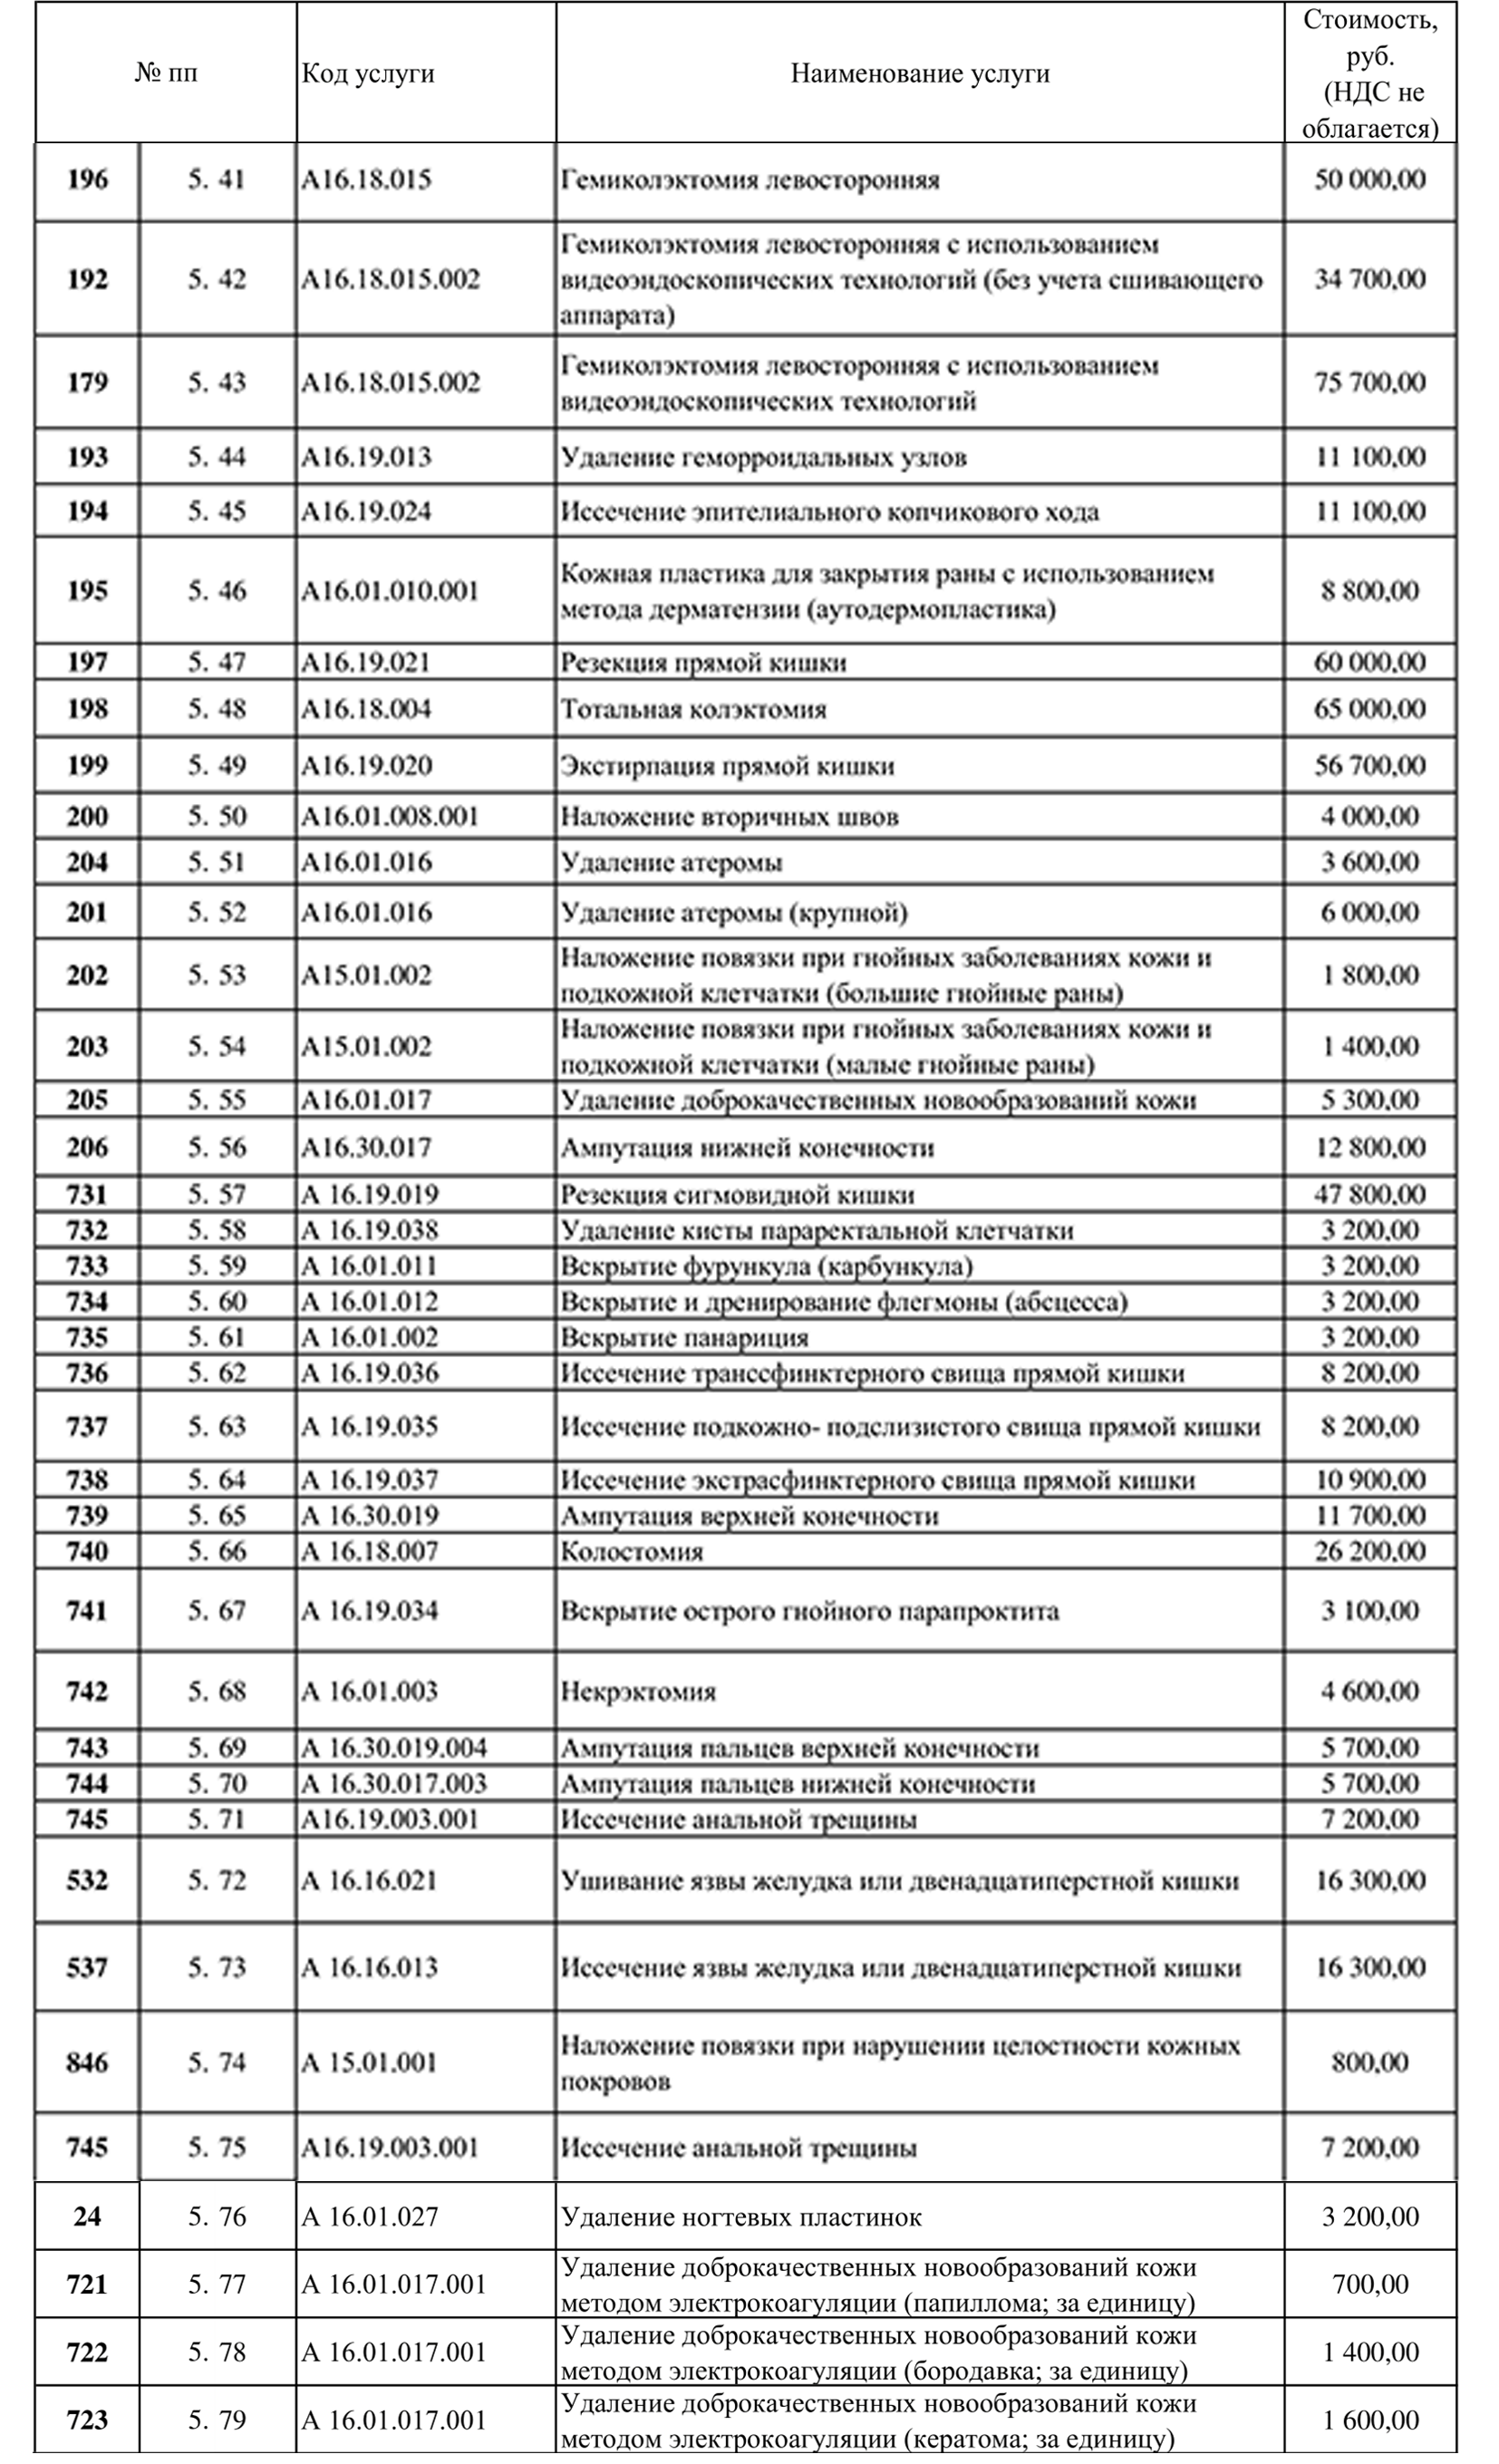 № пп Код услуги Наименование услуги Стоимость,
руб.
(НДС не
облагается)
196 5. 41 А16.18.015 Гемиколэктомия левосторонняя 50 000,00
192 5. 42 А16.18.015.002 Гемиколэктомия левосторонняя с использованием
видеоэндоскопических технологий (без учета сшивающего
аппарата) 34 700,00
179 5. 43 А16.18.015.002 Гемиколэктомия левосторонняя с использованием
видеоэндоскопических технологий 75 700,00
193 5. 44 А16.19.013 Удаление геморроидальных узлов 11 100,00
194 5. 45 А16.19.024 Иссечение эпителиального копчикового хода 11 100,00
195 5. 46 А16.01.010.001 Кожная пластика для закрытия раны с использованием
метода дерматензии (аутодермопластика) 8 800,00
197 5. 47 А16.19.021 Резекция прямой кишки 60 000,00
198 5. 48 А16.18.004 Тотальная колэктомия 65 000,00
199 5. 49 А16.19.020 Экстирпация прямой кишки 56 700,00
200 5. 50 А16.01.008.001 Наложение вторичных швов 4 000,00
204 5. 51 А16.01.016 Удаление атеромы 3 600,00
201 5. 52 А16.01.016 Удаление атеромы (крупной) 6 000,00
202 5. 53 А15.01.002 Наложение повязки при гнойных заболеваниях кожи и
подкожной клетчатки (большие гнойные раны) 1 800,00
203 5. 54 А15.01.002 Наложение повязки при гнойных заболеваниях кожи и
подкожной клетчатки (малые гнойные раны) 1 400,00
205 5. 55 А16.01.017 Удаление доброкачественных новообразований кожи 5 300,00
206 5. 56 А16.30.017 Ампутация нижней конечности 12 800,00
731 5. 57 А 16.19.019 Резекция сигмовидной кишки 47 800,00
732 5. 58 А 16.19.038 Удаление кисты параректальной клетчатки 3 200,00
733 5. 59 А 16.01.011 Вскрытие фурункула (карбункула) 3 200,00
734 5. 60 А 16.01.012 Вскрытие и дренирование флегмоны (абсцесса) 3 200,00
735 5. 61 А 16.01.002 Вскрытие панариция 3 200,00
736 5. 62 А 16.19.036 Иссечение транссфинктерного свища прямой кишки 8 200,00
737 5. 63 А 16.19.035 Иссечение подкожно- подслизистого свища прямой кишки 8 200,00
738 5. 64 А 16.19.037 Иссечение экстрасфинктерного свища прямой кишки 10 900,00
739 5. 65 А 16.30.019 Ампутация верхней конечности 11 700,00
740 5. 66 А 16.18.007 Колостомия 26 200,00
741 5. 67 А 16.19.034 Вскрытие острого гнойного парапроктита 3 100,00
742 5. 68 А 16.01.003 Некрэктомия 4 600,00
743 5. 69 А 16.30.019.004 Ампутация пальцев верхней конечности 5 700,00
744 5. 70 А 16.30.017.003 Ампутация пальцев нижней конечности 5 700,00
745 5. 71 А16.19.003.001 Иссечение анальной трещины 7 200,00
532 5. 72 А 16.16.021 Ушивание язвы желудка или двенадцатиперстной кишки 16 300,00
537 5. 73 А 16.16.013 Иссечение язвы желудка или двенадцатиперстной кишки 16 300,00
846 5. 74 А 15.01.001 Наложение повязки при нарушении целостности кожных
покровов 800,00
745 5. 75 А16.19.003.001 Иссечение анальной трещины 7 200,00
24 5. 76 А 16.01.027 Удаление ногтевых пластинок 3 200,00
721 5. 77 А 16.01.017.001 Удаление доброкачественных новообразований кожи
методом электрокоагуляции (папиллома; за единицу) 700,00
722 5. 78 А 16.01.017.001 Удаление доброкачественных новообразований кожи
методом электрокоагуляции (бородавка; за единицу) 1 400,00
723 5. 79 А 16.01.017.001 Удаление доброкачественных новообразований кожи
методом электрокоагуляции (кератома; за единицу) 1 600,00